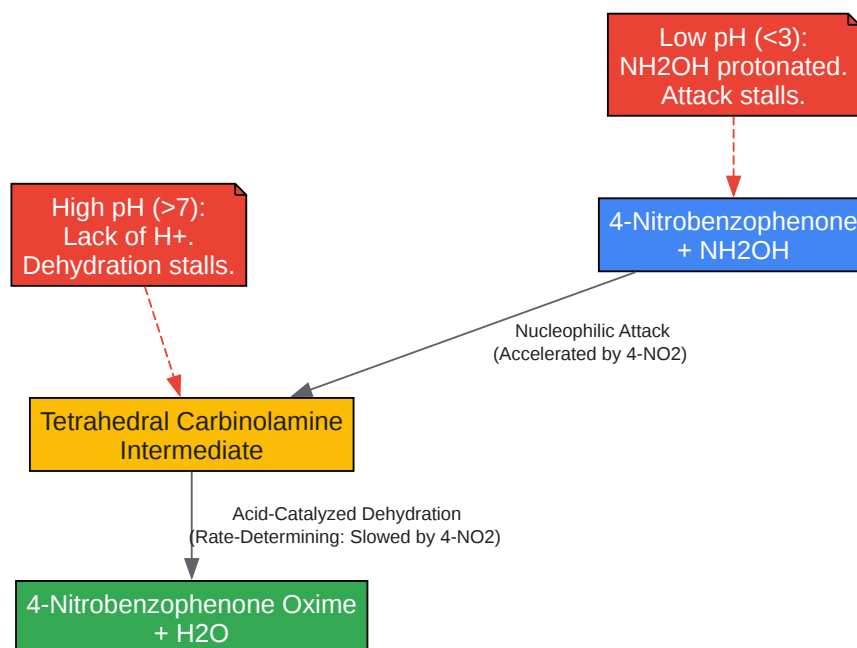 Low pH (<3):
NH2OH protonated.
Attack stalls.
High pH (>7):
Lack of H+.
Dehydration stalls.
4-Nitrobenzophenone
+ NH2OH
Nucleophilic Attack
(Accelerated by 4-NO2)
Tetrahedral Carbinolamine
Intermediate
Acid-Catalyzed Dehydration
(Rate-Determining: Slowed by 4-NO2)
4-Nitrobenzophenone Oxime
+ H2O